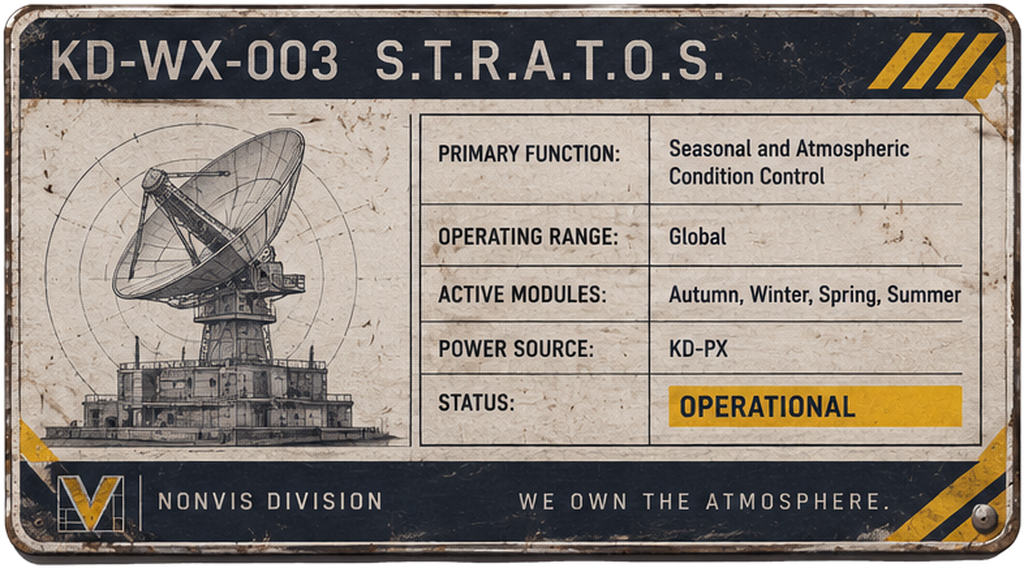 KD-WX-003 S.T.R.A.T.O.S.
PRIMARY FUNCTION: Seasonal and Atmospheric
Condition Control
OPERATING RANGE: Global
ACTIVE MODULES: Autumn, Winter, Spring, Summer
POWER SOURCE: KD-PX
STATUS: OPERATIONAL
V NONVIS DIVISION WE OWN THE ATMOSPHERE.